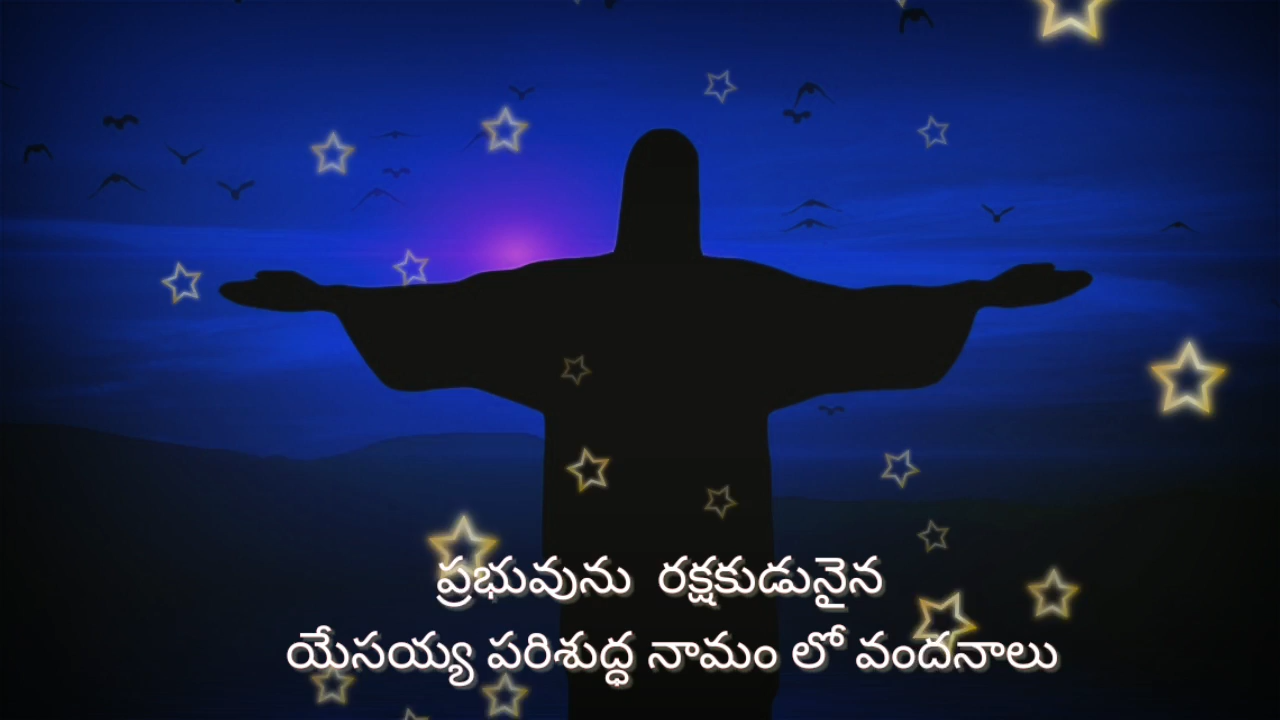 ప్రభువును రక్షకుడునైన
యేసయ్య పరిశుద్ధ నామం లో వందనాలు